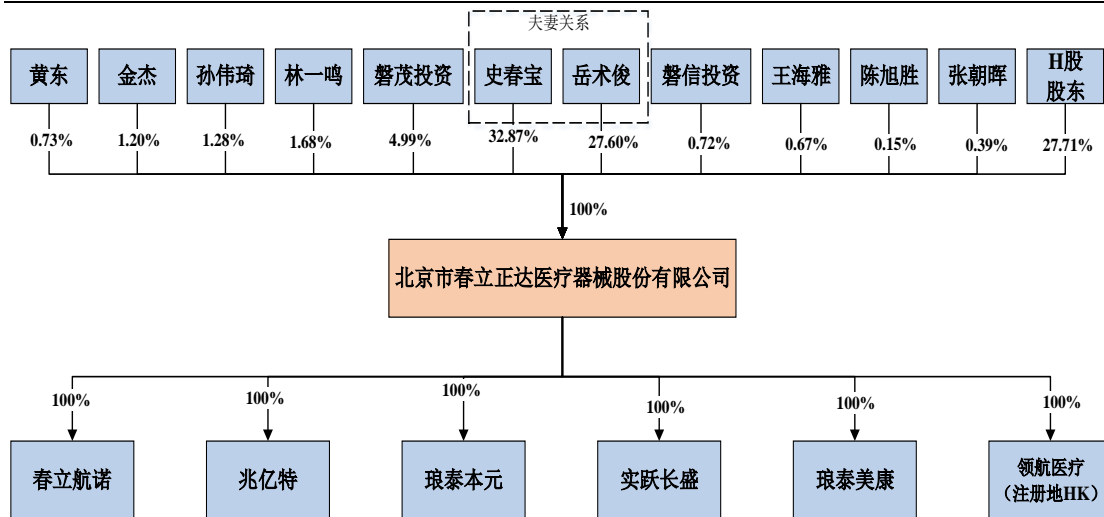 夫妻关系
黄东
金杰
孙伟琦
林一鸣
磐茂投资
史春宝
岳术俊
磐信投资
王海雅
陈旭胜
张朝晖
H股
股东
0.73%
1.20%
1.28%
1.68%
4.99%
32.87%
27.60%
0.72%
0.67%
0.15%
0.39%
27.71%
100%
北京市春立正达医疗器械股份有限公司
100%
100%
100%
100%
100%
100%
春立航诺
兆亿特
琅泰本元
实跃长盛
琅泰美康
领航医疗
（注册地HK）